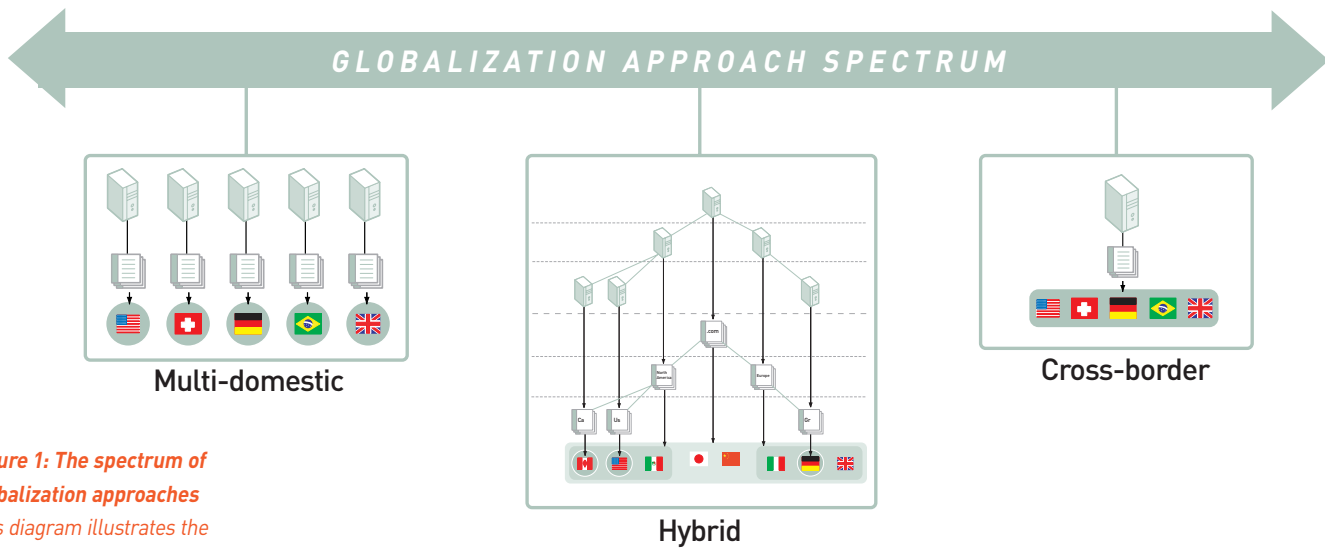 GLOBALIZATION APPROACH SPECTRUM
Multi-domestic
.com
North
America
Europe
Ca
Us
Gr
Hybrid
Cross-border
ure 1: The spectrum of
balization approaches
s diagram illustrates the